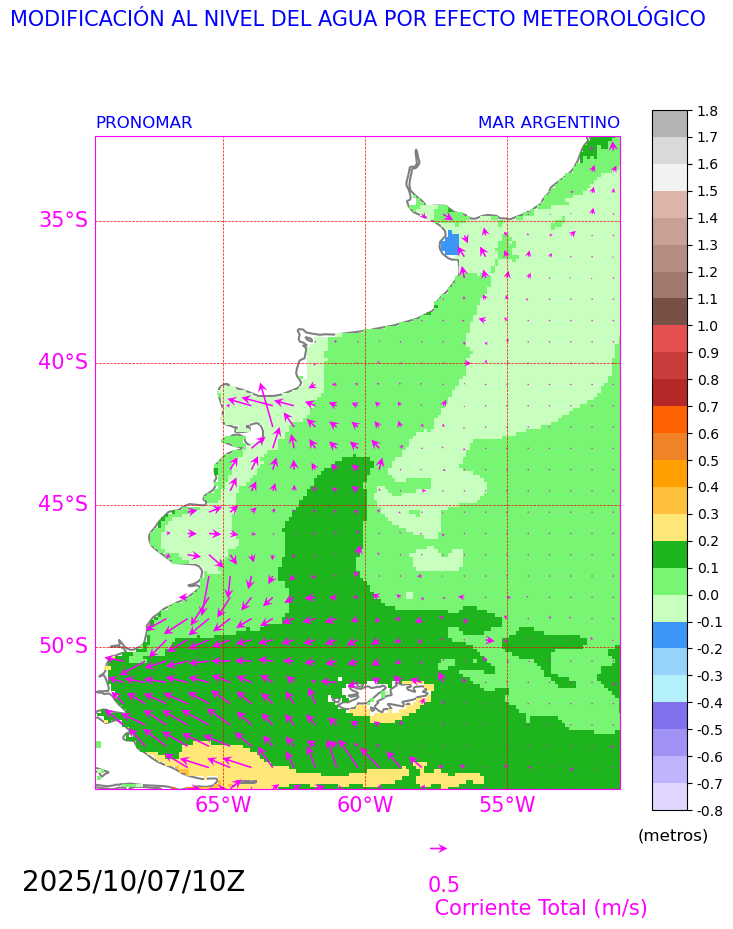 MODIFICACIÓN AL NIVEL DEL AGUA POR EFECTO METEOROLÓGICO
PRONOMAR MAR ARGENTINO
35°S
40°S
45°S
50°S
65°W 60°W 55°W
1.8
1.7
1.6
1.5
1.4
1.3
1.2
1.1
1.0
0.9
0.8
0.7
0.6
0.5
0.4
0.3
0.2
0.1
0.0
-0.1
-0.2
-0.3
-0.4
-0.5
-0.6
-0.7
-0.8
(metros)
2025/10/07/10Z
0.5
Corriente Total (m/s)